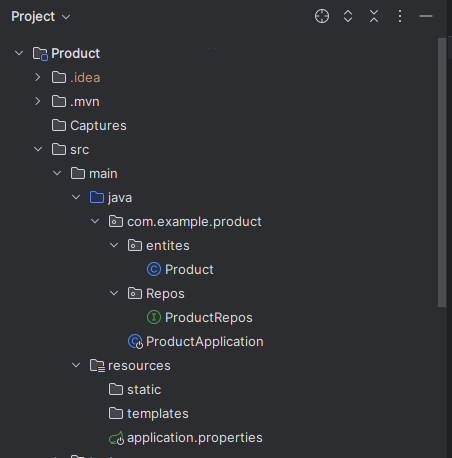 Project
Product
.idea
.mvn
Captures
src
main
java
com.example.product
entites
C Product
Repos
I ProductRepos
C ProductApplication
resources
static
templates
application.properties